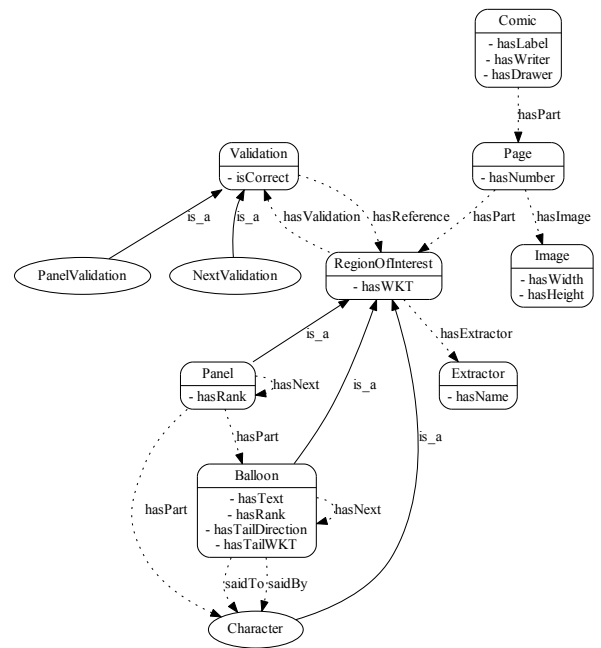 Comic
- hasLabel
- hasWriter
- hasDrawer
hasPart
Validation
- isCorrect
Page
- hasNumber
is_a
is_a
hasValidation
hasReference
hasPart
hasImage
PanelValidation
NextValidation
RegionOfInterest
- hasWKT
Image
- hasWidth
- hasHeight
is_a
hasExtractor
Panel
- hasRank
hasNext
is_a
Extractor
- hasName
hasPart
is_a
Balloon
- hasText
- hasRank
- hasTailDirection
- hasTailWKT
hasNext
hasPart
saidTo
saidBy
Character